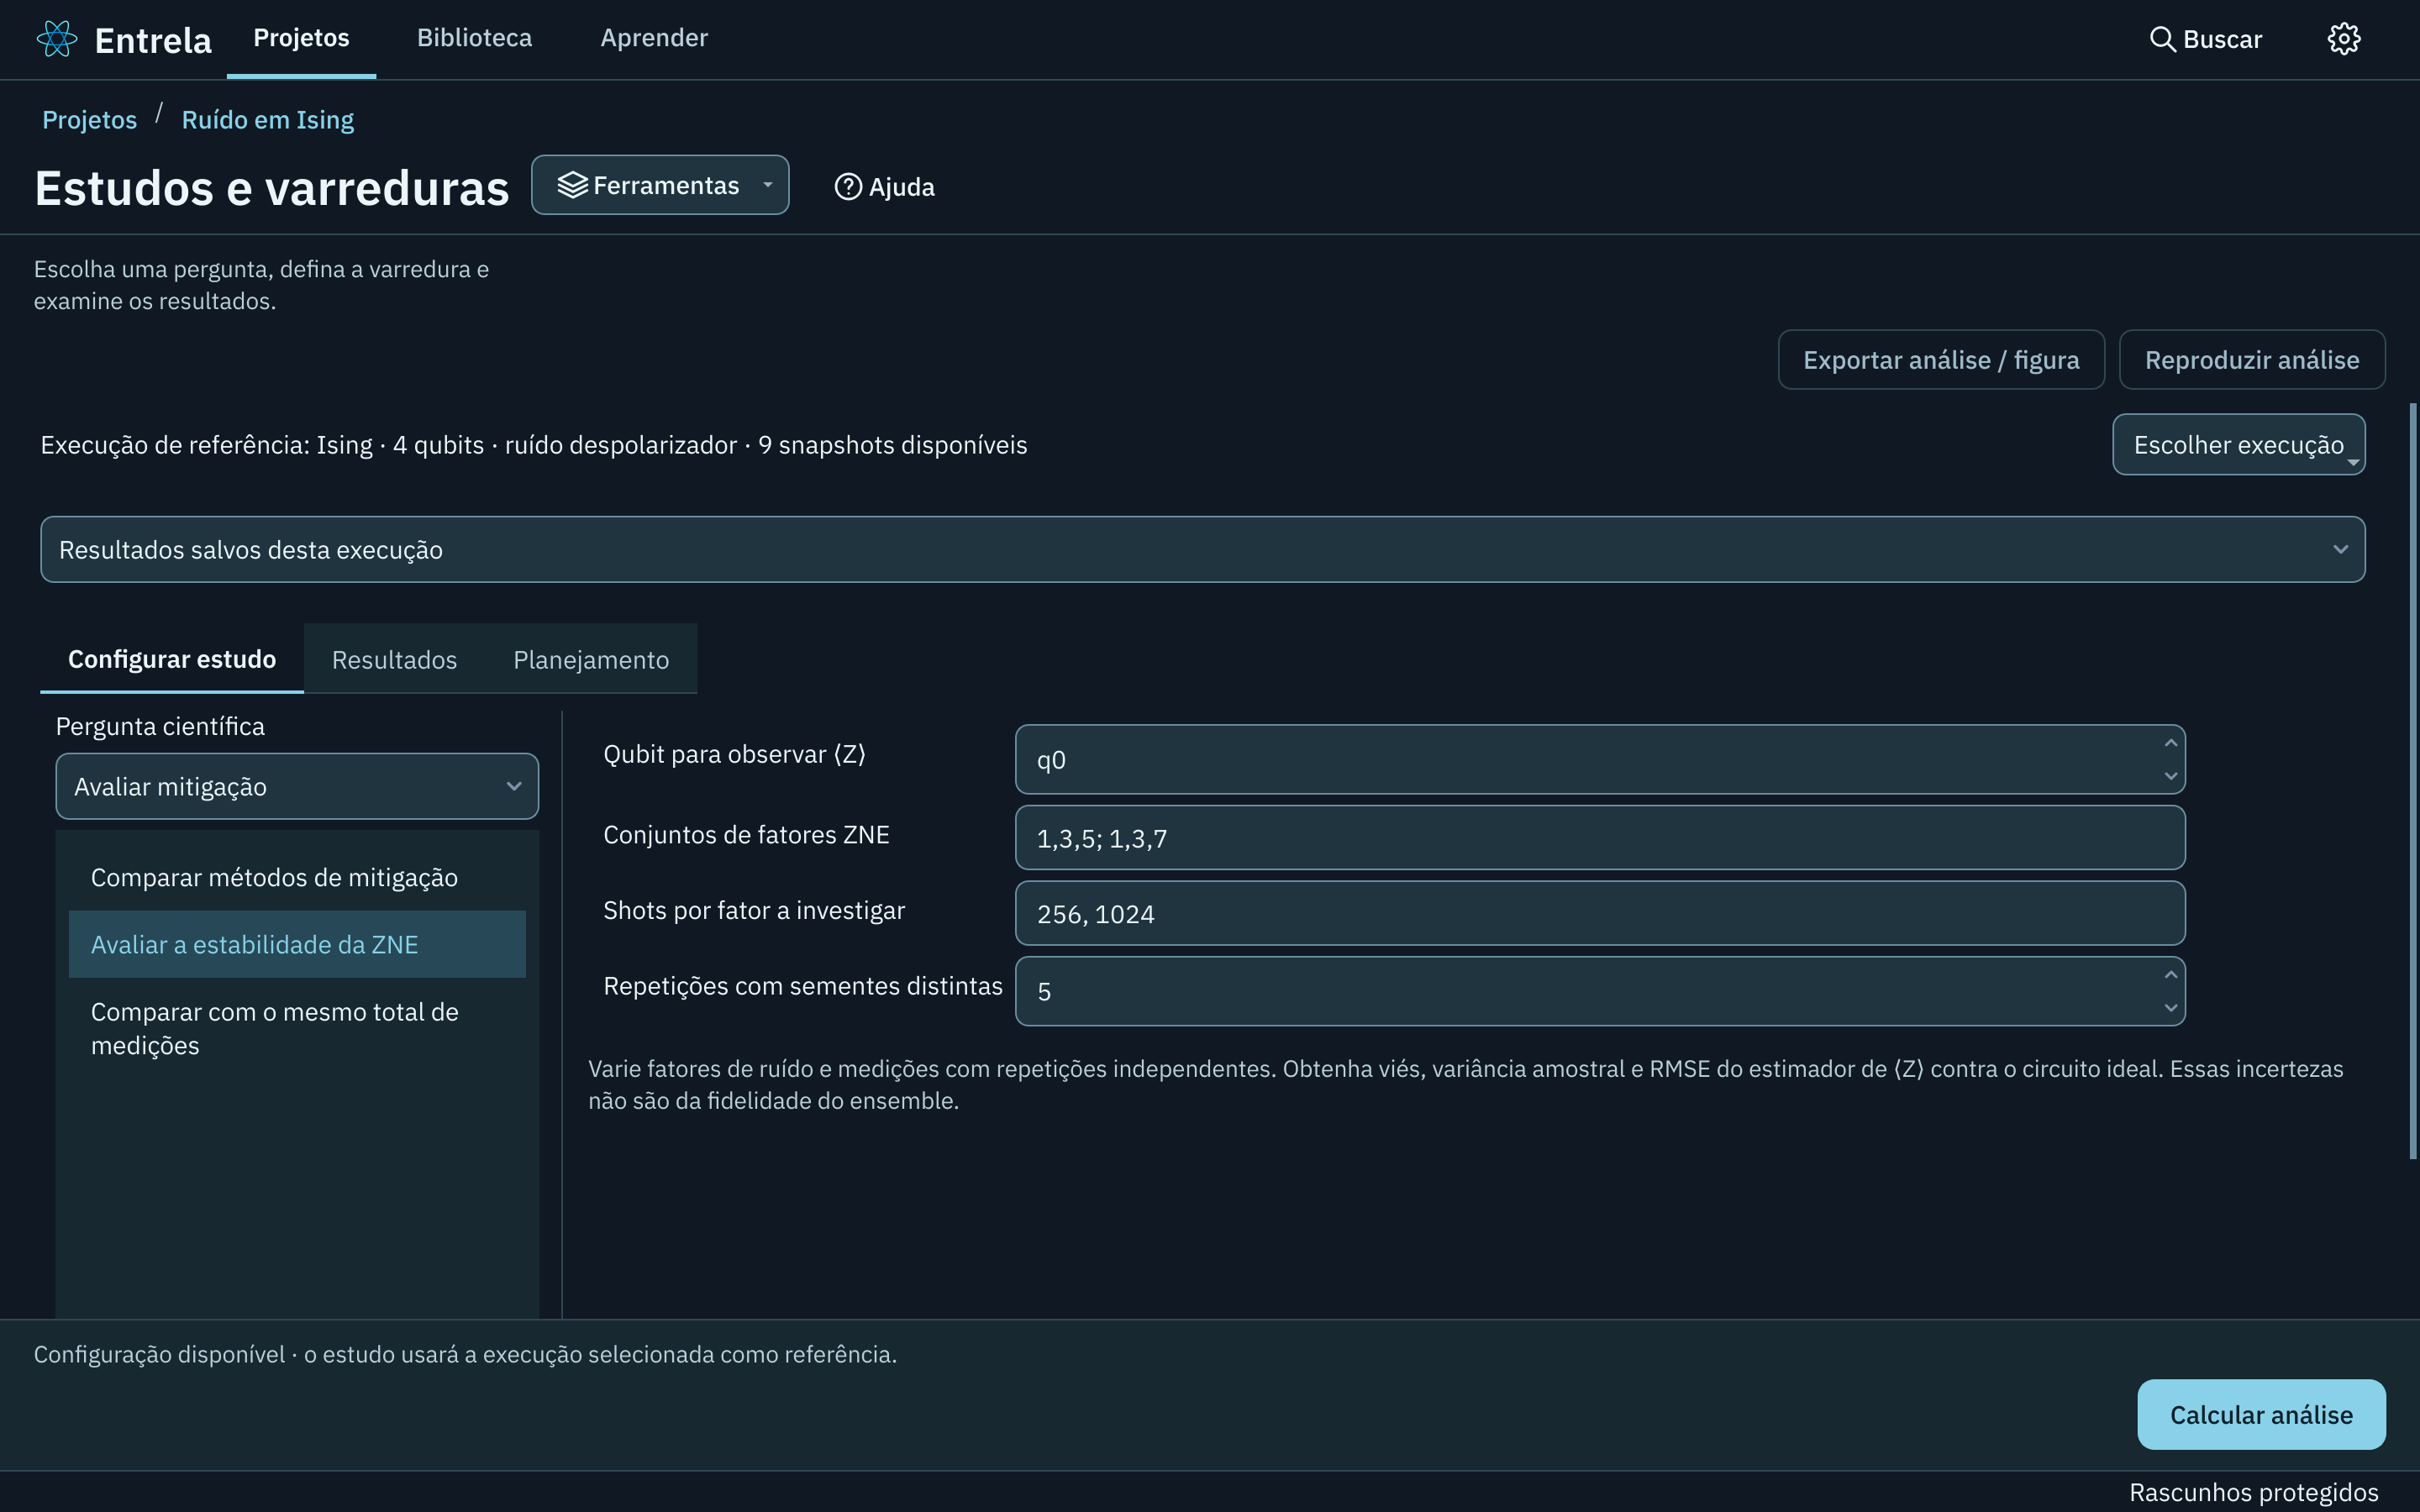 Entrela
Projetos
Biblioteca
Aprender
Buscar
Projetos / Ruído em Ising
Estudos e varreduras
Ferramentas
Ajuda
Escolha uma pergunta, defina a varredura e
examine os resultados.
Exportar análise / figura
Reproduzir análise
Execução de referência: Ising · 4 qubits · ruído despolarizador · 9 snapshots disponíveis
Escolher execução
Resultados salvos desta execução
Configurar estudo
Resultados
Planejamento
Pergunta científica
Avaliar mitigação
Comparar métodos de mitigação
Avaliar a estabilidade da ZNE
Comparar com o mesmo total de
medições
Qubit para observar ⟨Z⟩
q0
Conjuntos de fatores ZNE
1,3,5; 1,3,7
Shots por fator a investigar
256, 1024
Repetições com sementes distintas
5
Varie fatores de ruído e medições com repetições independentes. Obtenha viés, variância amostral e RMSE do estimador de ⟨Z⟩ contra o circuito ideal. Essas incertezas
não são da fidelidade do ensemble.
Configuração disponível · o estudo usará a execução selecionada como referência.
Calcular análise
Rascunhos protegidos